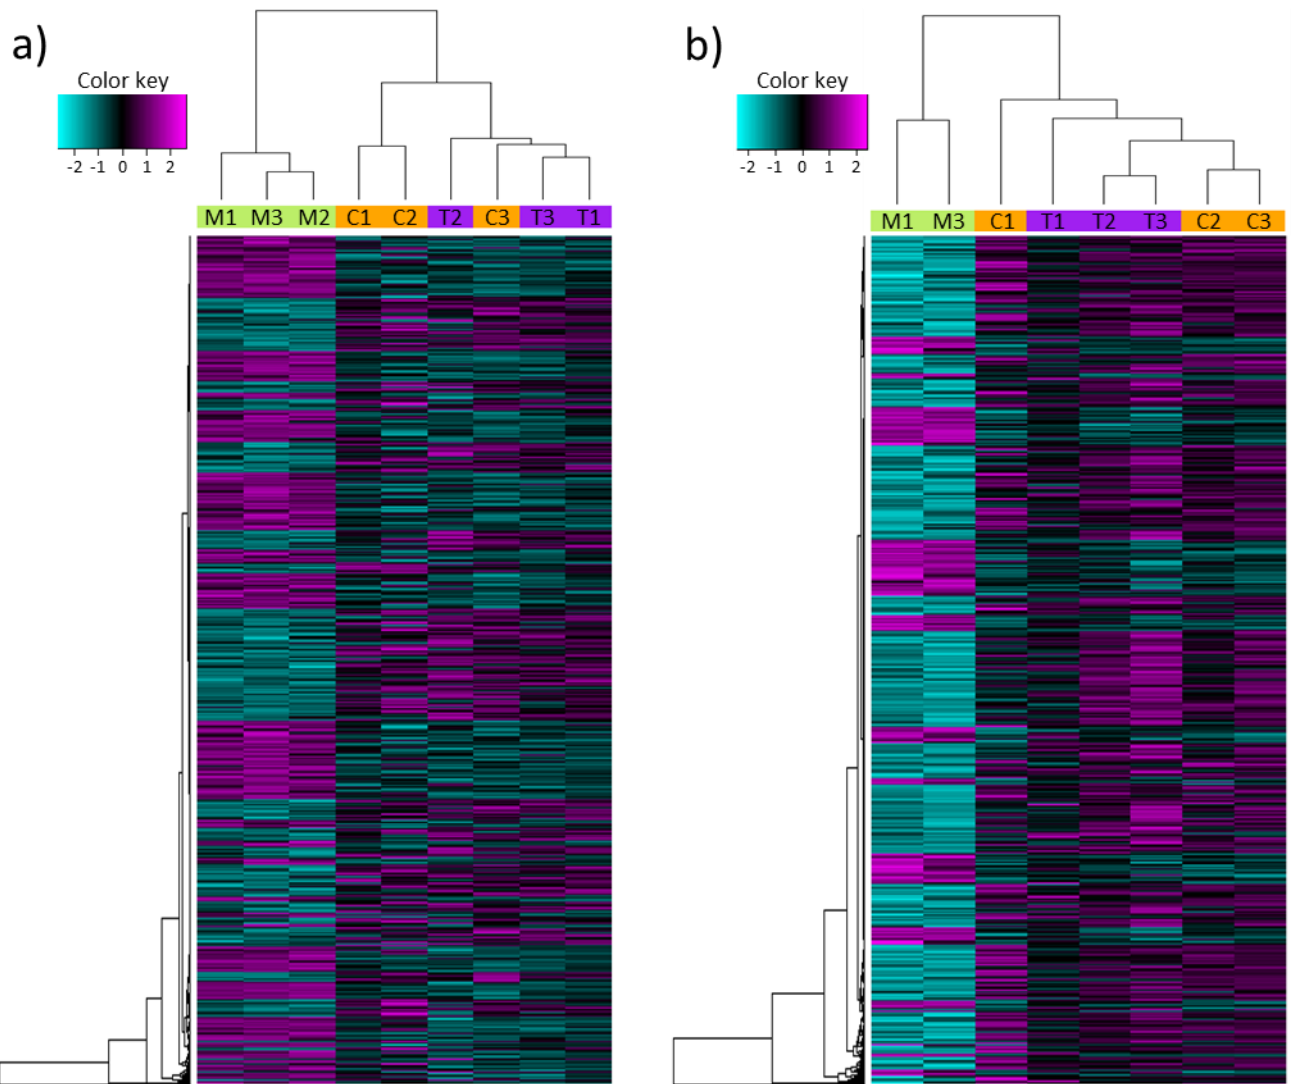 a)
Color key
-2 -1 0 1 2
M1 M3 M2 C1 C2 T2 C3 T3 T1
b)
Color key
-2 -1 0 1 2
M1 M3 C1 T1 T2 T3 C2 C3